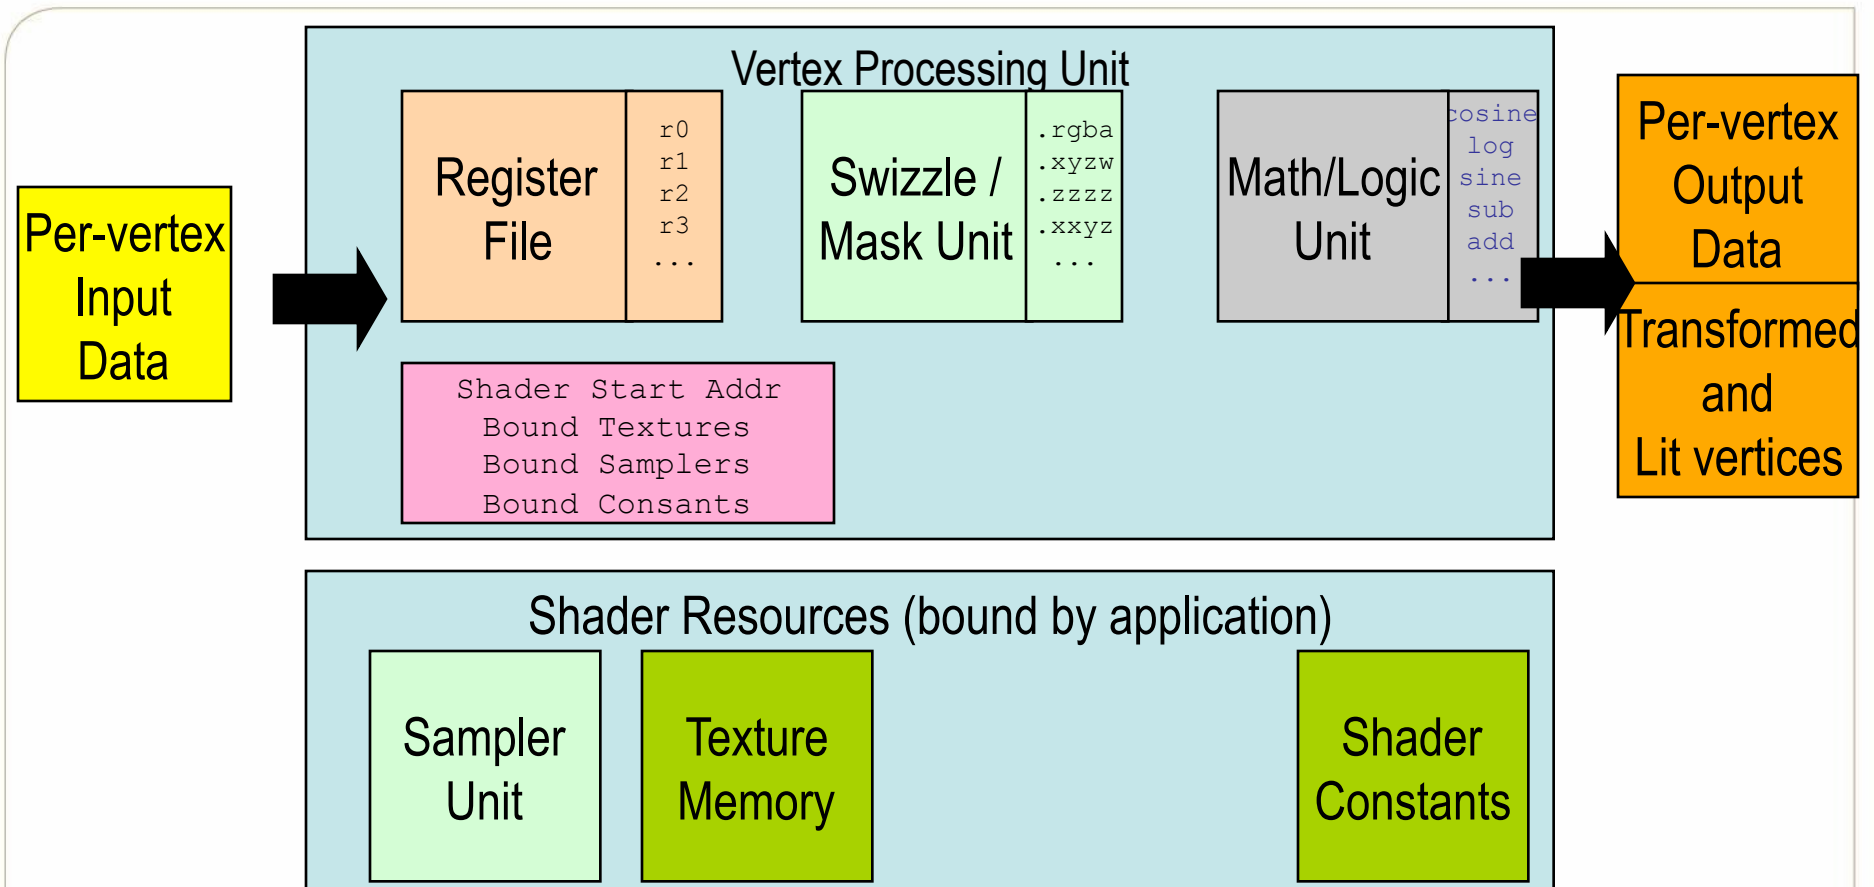 Vertex Processing Unit
Per-vertex
Input
Data
Register
File
r0
r1
r2
r3
...
Swizzle /
Mask Unit
.rgba
.xyzw
.zzzz
.xxyz
...
Math/Logic
Unit
cosine
log
sine
sub
add
...
Per-vertex
Output
Data
Transformed
and
Lit vertices
Shader Start Addr
Bound Textures
Bound Samplers
Bound Consants
Shader Resources (bound by application)
Sampler
Unit
Texture
Memory
Shader
Constants